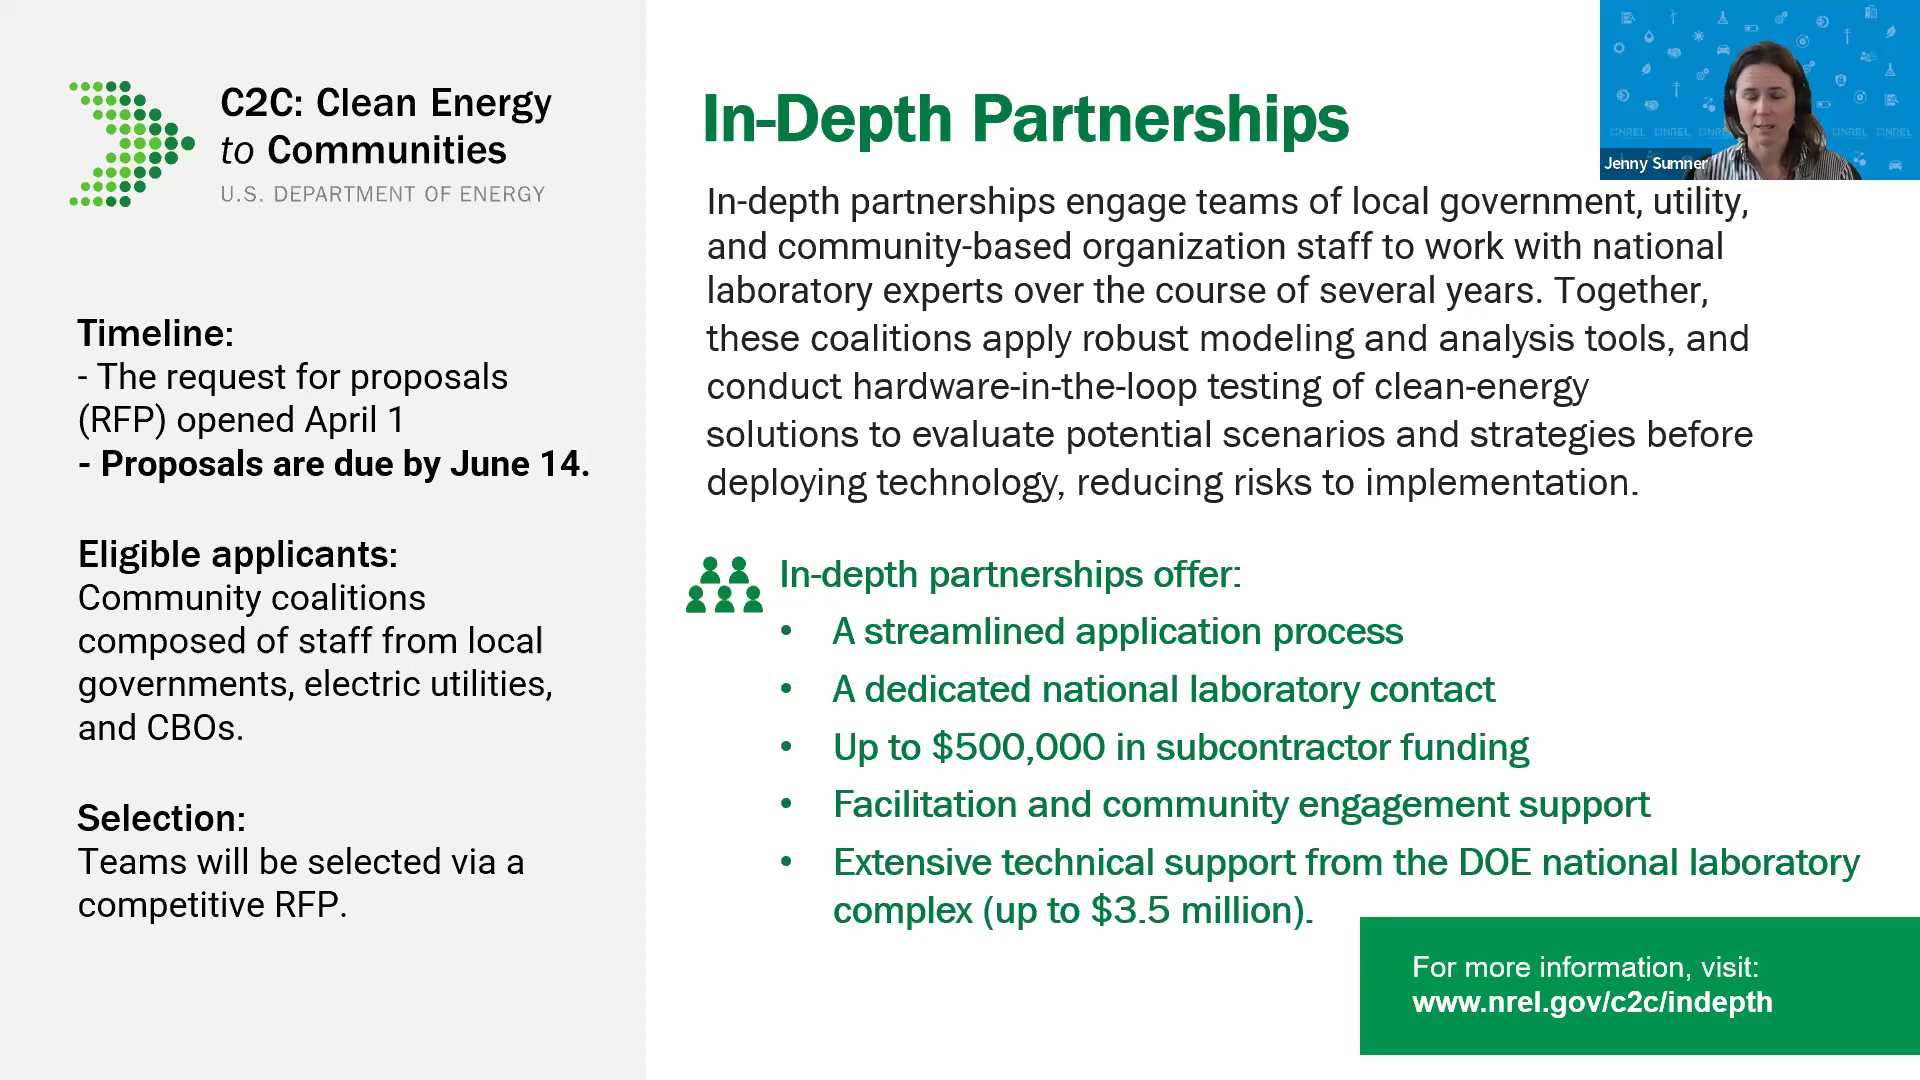 C2C: Clean Energy
to Communities
U.S. DEPARTMENT OF ENERGY
Timeline:
- The request for proposals
(RFP) opened April 1
- Proposals are due by June 14.
Eligible applicants:
Community coalitions
composed of staff from local
governments, electric utilities,
and CBOs.
Selection:
Teams will be selected via a
competitive RFP.
In-Depth Partnerships
In-depth partnerships engage teams of local government, utility,
and community-based organization staff to work with national
laboratory experts over the course of several years. Together,
these coalitions apply robust modeling and analysis tools, and
conduct hardware-in-the-loop testing of clean-energy
solutions to evaluate potential scenarios and strategies before
deploying technology, reducing risks to implementation.
In-depth partnerships offer:
• A streamlined application process
• A dedicated national laboratory contact
• Up to $500,000 in subcontractor funding
• Facilitation and community engagement support
• Extensive technical support from the DOE national laboratory
complex (up to $3.5 million).
For more information, visit:
www.nrel.gov/c2c/indepth
NREL NREL NREL NREL NREL
Jenny Sumner